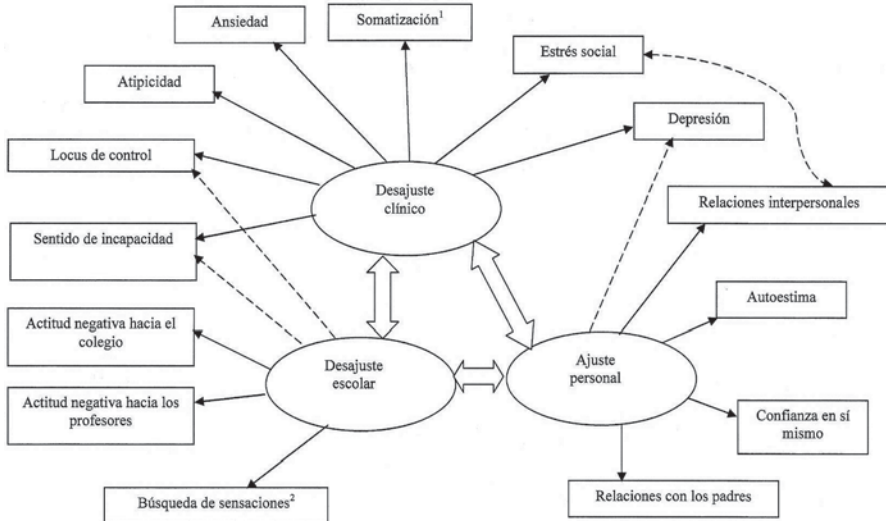 Ansiedad
Somatización¹
Estrés social
Atipicidad
Depresión
Locus de control
Desajuste
clínico
Relaciones interpersonales
Sentido de incapacidad
Autoestima
Actitud negativa hacia el
colegio
Desajuste
escolar
Ajuste
personal
Actitud negativa hacia los
profesores
Confianza en sí
mismo
Búsqueda de sensaciones²
Relaciones con los padres